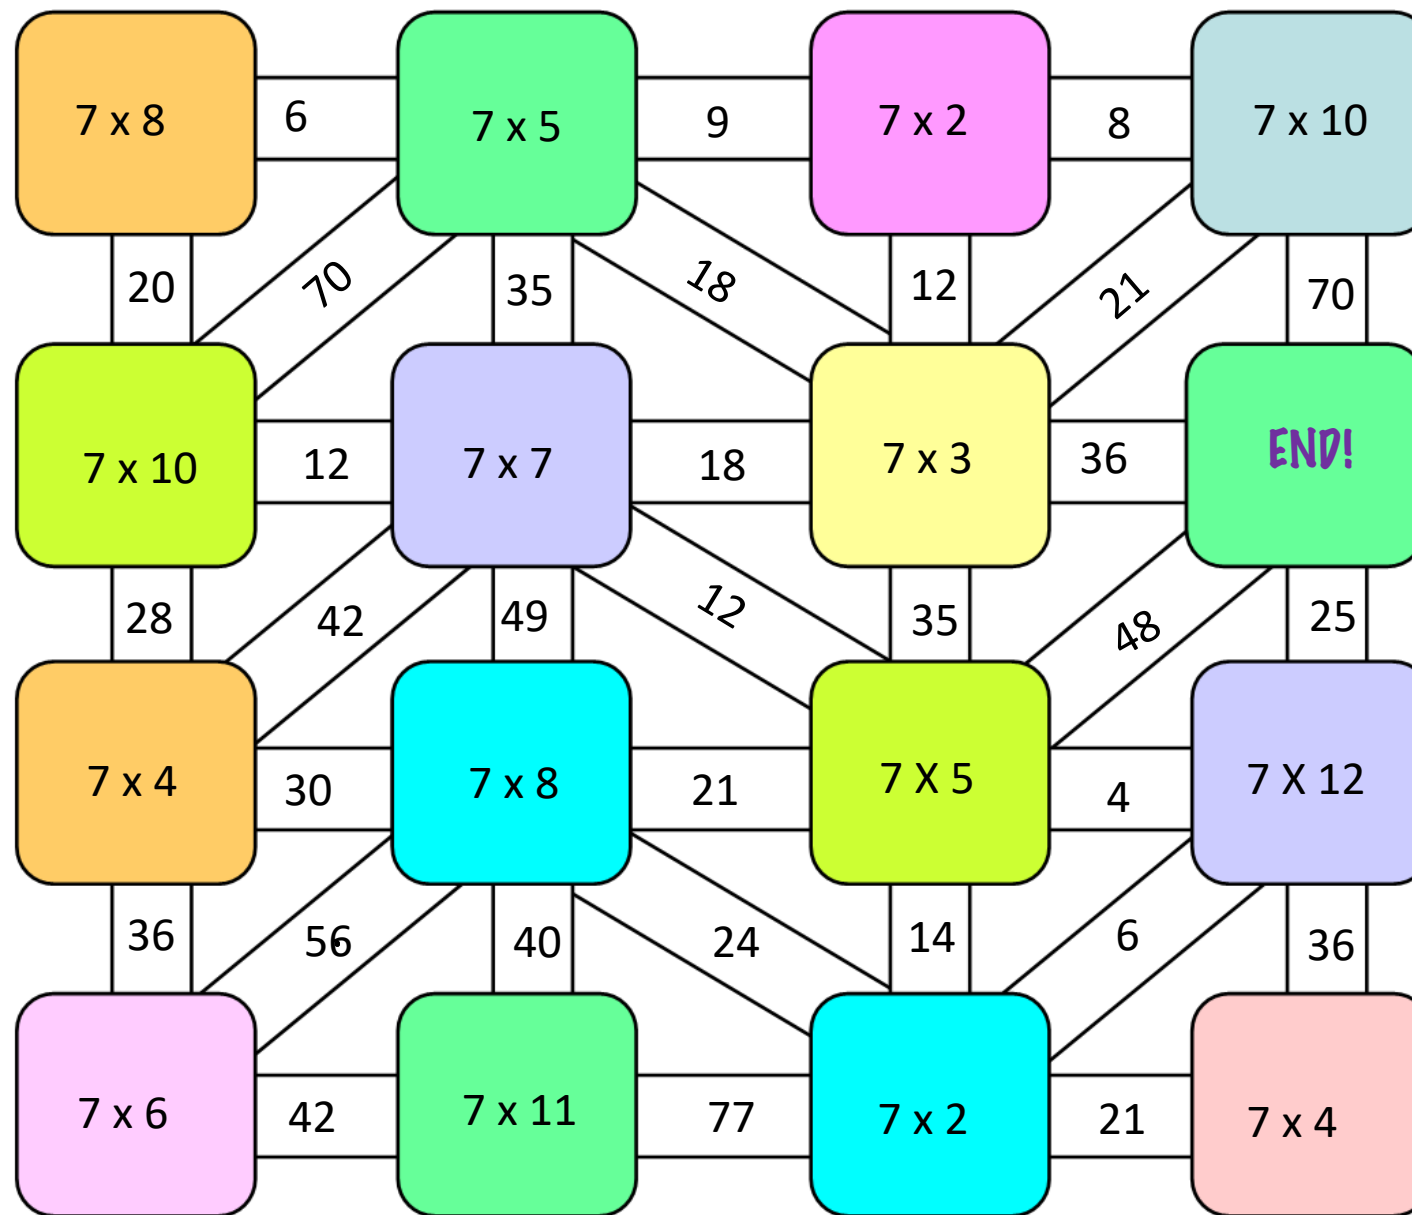 7 x 8 6 7 x 5 9 7 x 2 8 7 x 10
20 70 35 18 12 21 70
7 x 10 12 7 x 7 18 7 x 3 36 END!
28 42 49 12 35 48 25
7 x 4 30 7 x 8 21 7 X 5 4 7 X 12
36 56 40 24 14 6 36
7 x 6 42 7 x 11 77 7 x 2 21 7 x 4